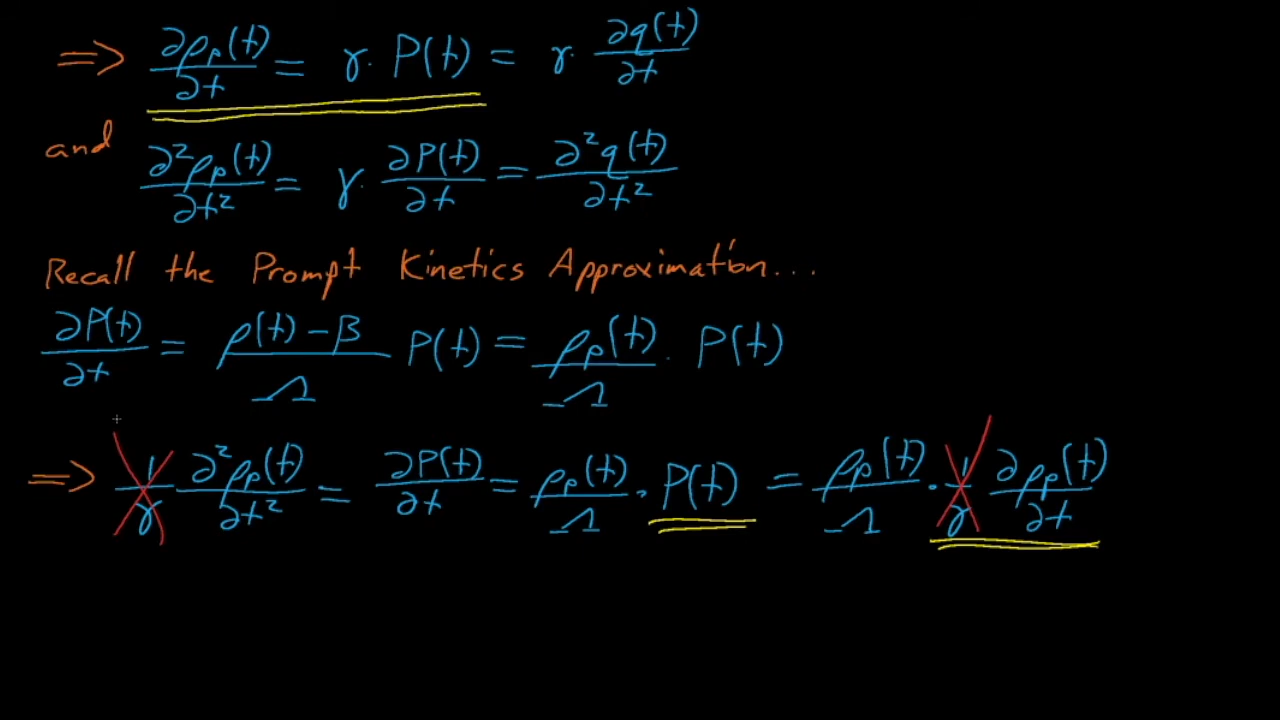 ⇒ ∂ρₚ(t)/∂t = γ · P(t) = γ · ∂q(t)/∂t
and ∂²ρₚ(t)/∂t² = γ · ∂P(t)/∂t = ∂²q(t)/∂t²
Recall the Prompt Kinetics Approximation...
∂P(t)/∂t = ρ(t) − β/Λ P(t) = ρₚ(t)/Λ · P(t)
⇒ 1/γ ∂²ρₚ(t)/∂t² = ∂P(t)/∂t = ρₚ(t)/Λ · P(t) = ρₚ(t)/Λ · 1/γ ∂ρₚ(t)/∂t